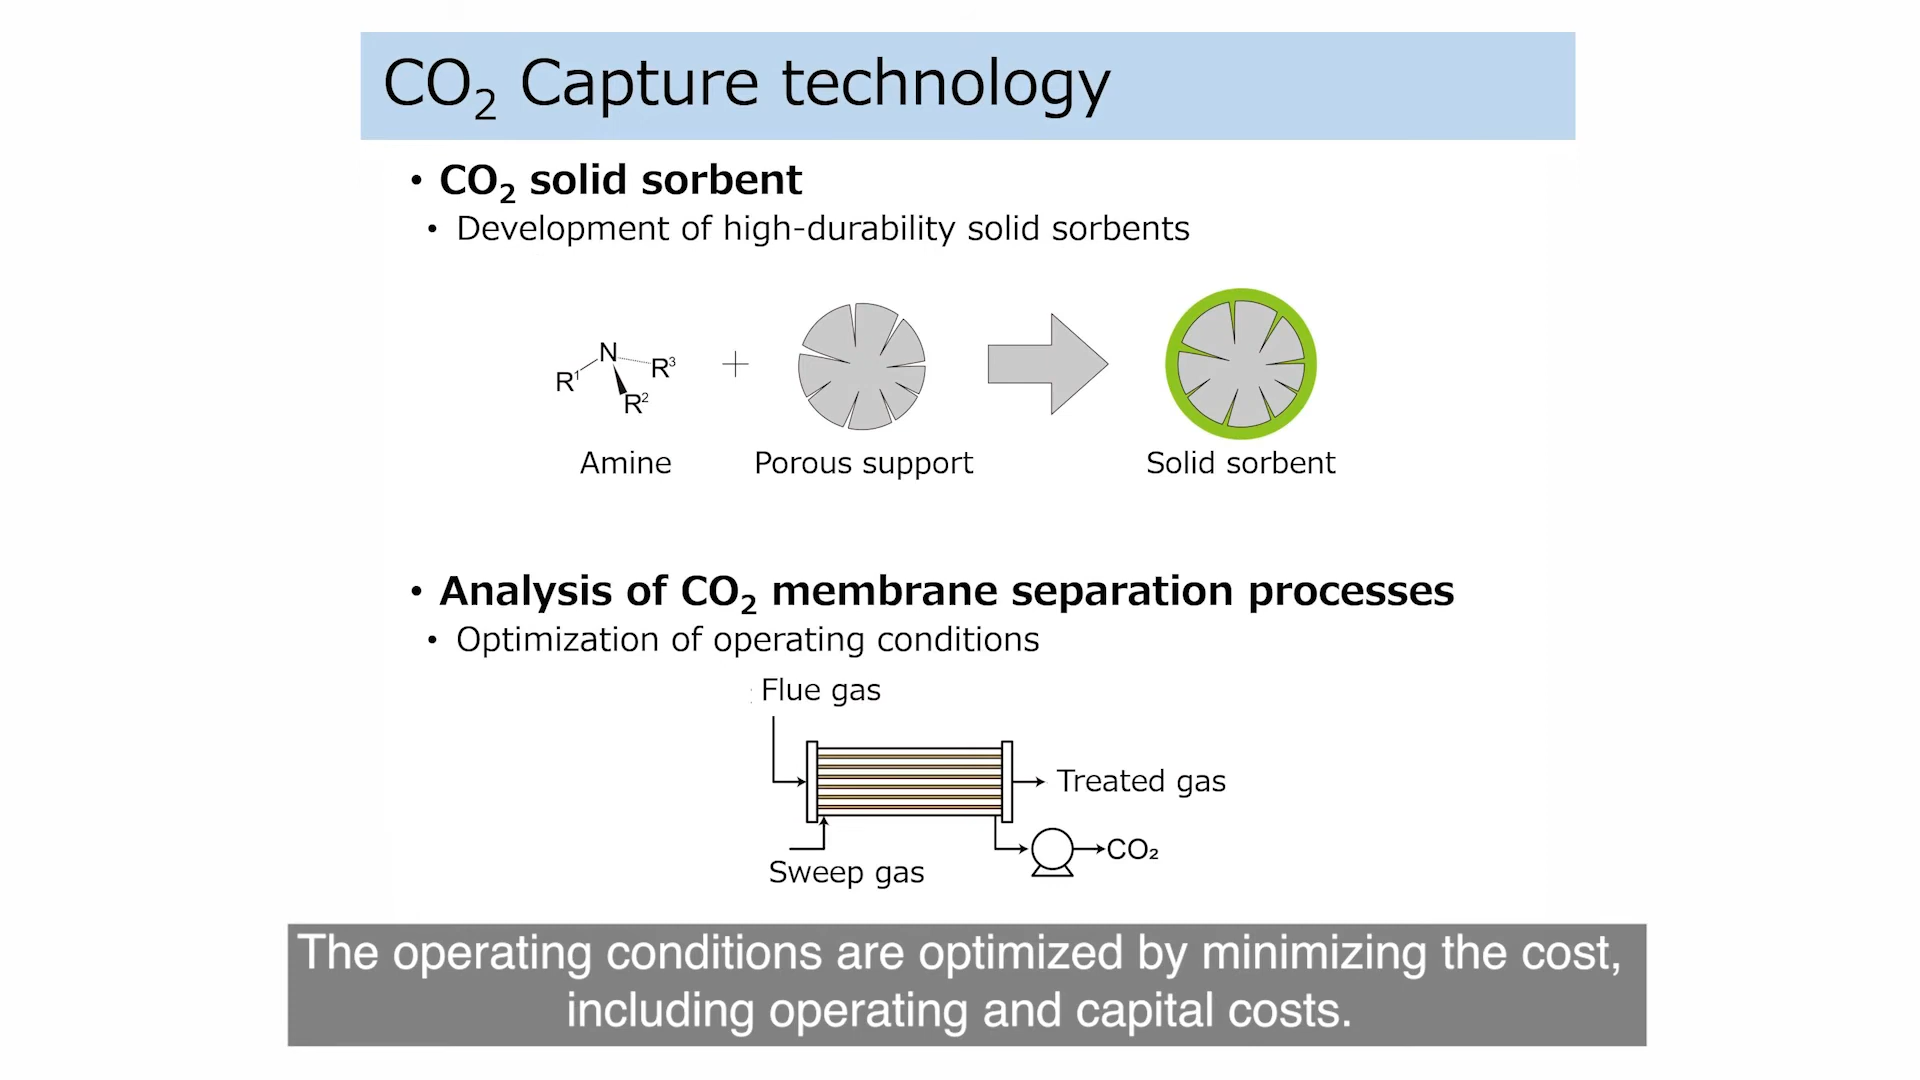 CO₂ Capture technology
• CO₂ solid sorbent
• Development of high-durability solid sorbents
N
R¹
R³
R²
+
Amine
Porous support
Solid sorbent
• Analysis of CO₂ membrane separation processes
• Optimization of operating conditions
Flue gas
Treated gas
CO₂
Sweep gas
The operating conditions are optimized by minimizing the cost,
including operating and capital costs.